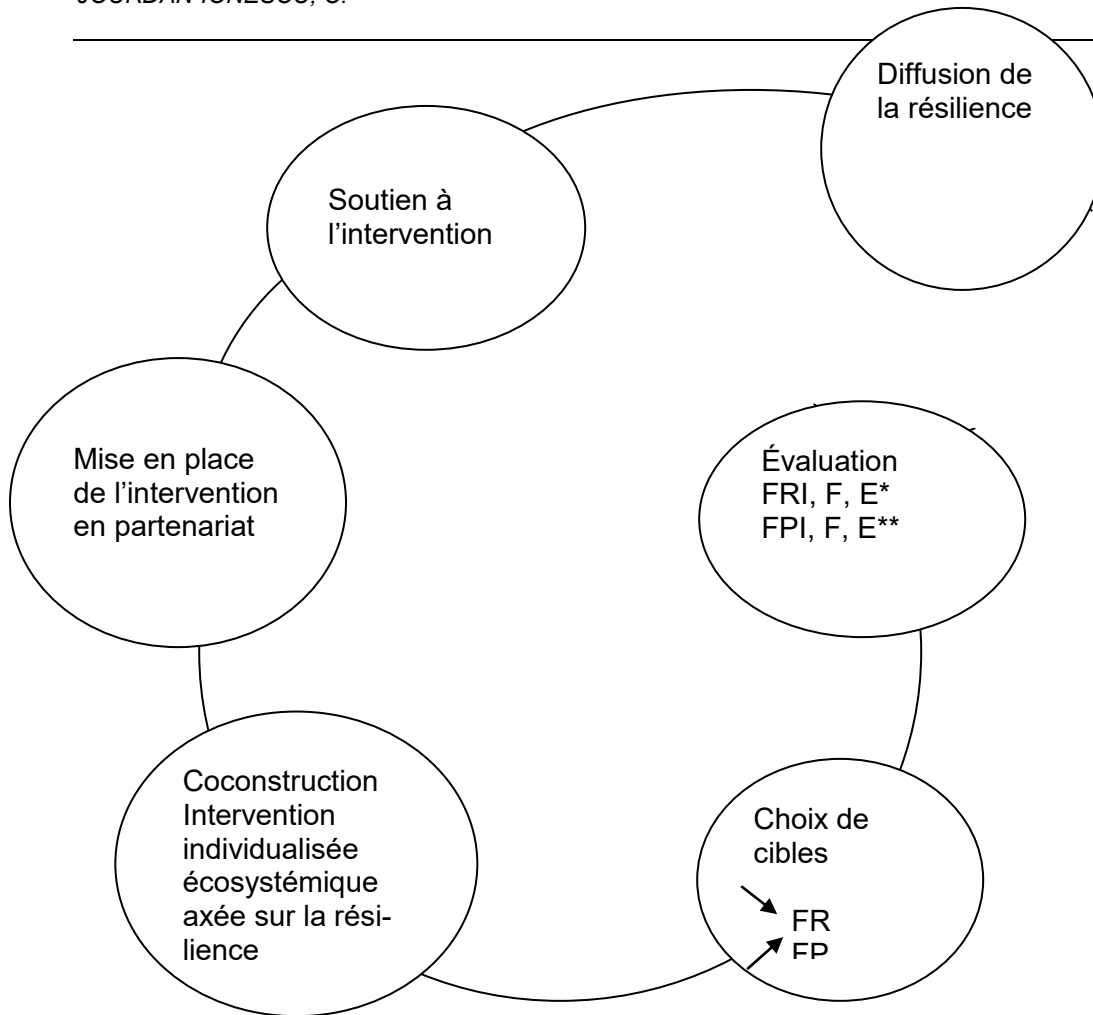 Diffusion de
la résilience
Soutien à
l’intervention
Mise en place
de l’intervention
en partenariat
Évaluation
FRI, F, E*
FPI, F, E**
Coconstruction
Intervention
individualisée
écosystémique
axée sur la rési-
lience
Choix de
cibles
FR
FP